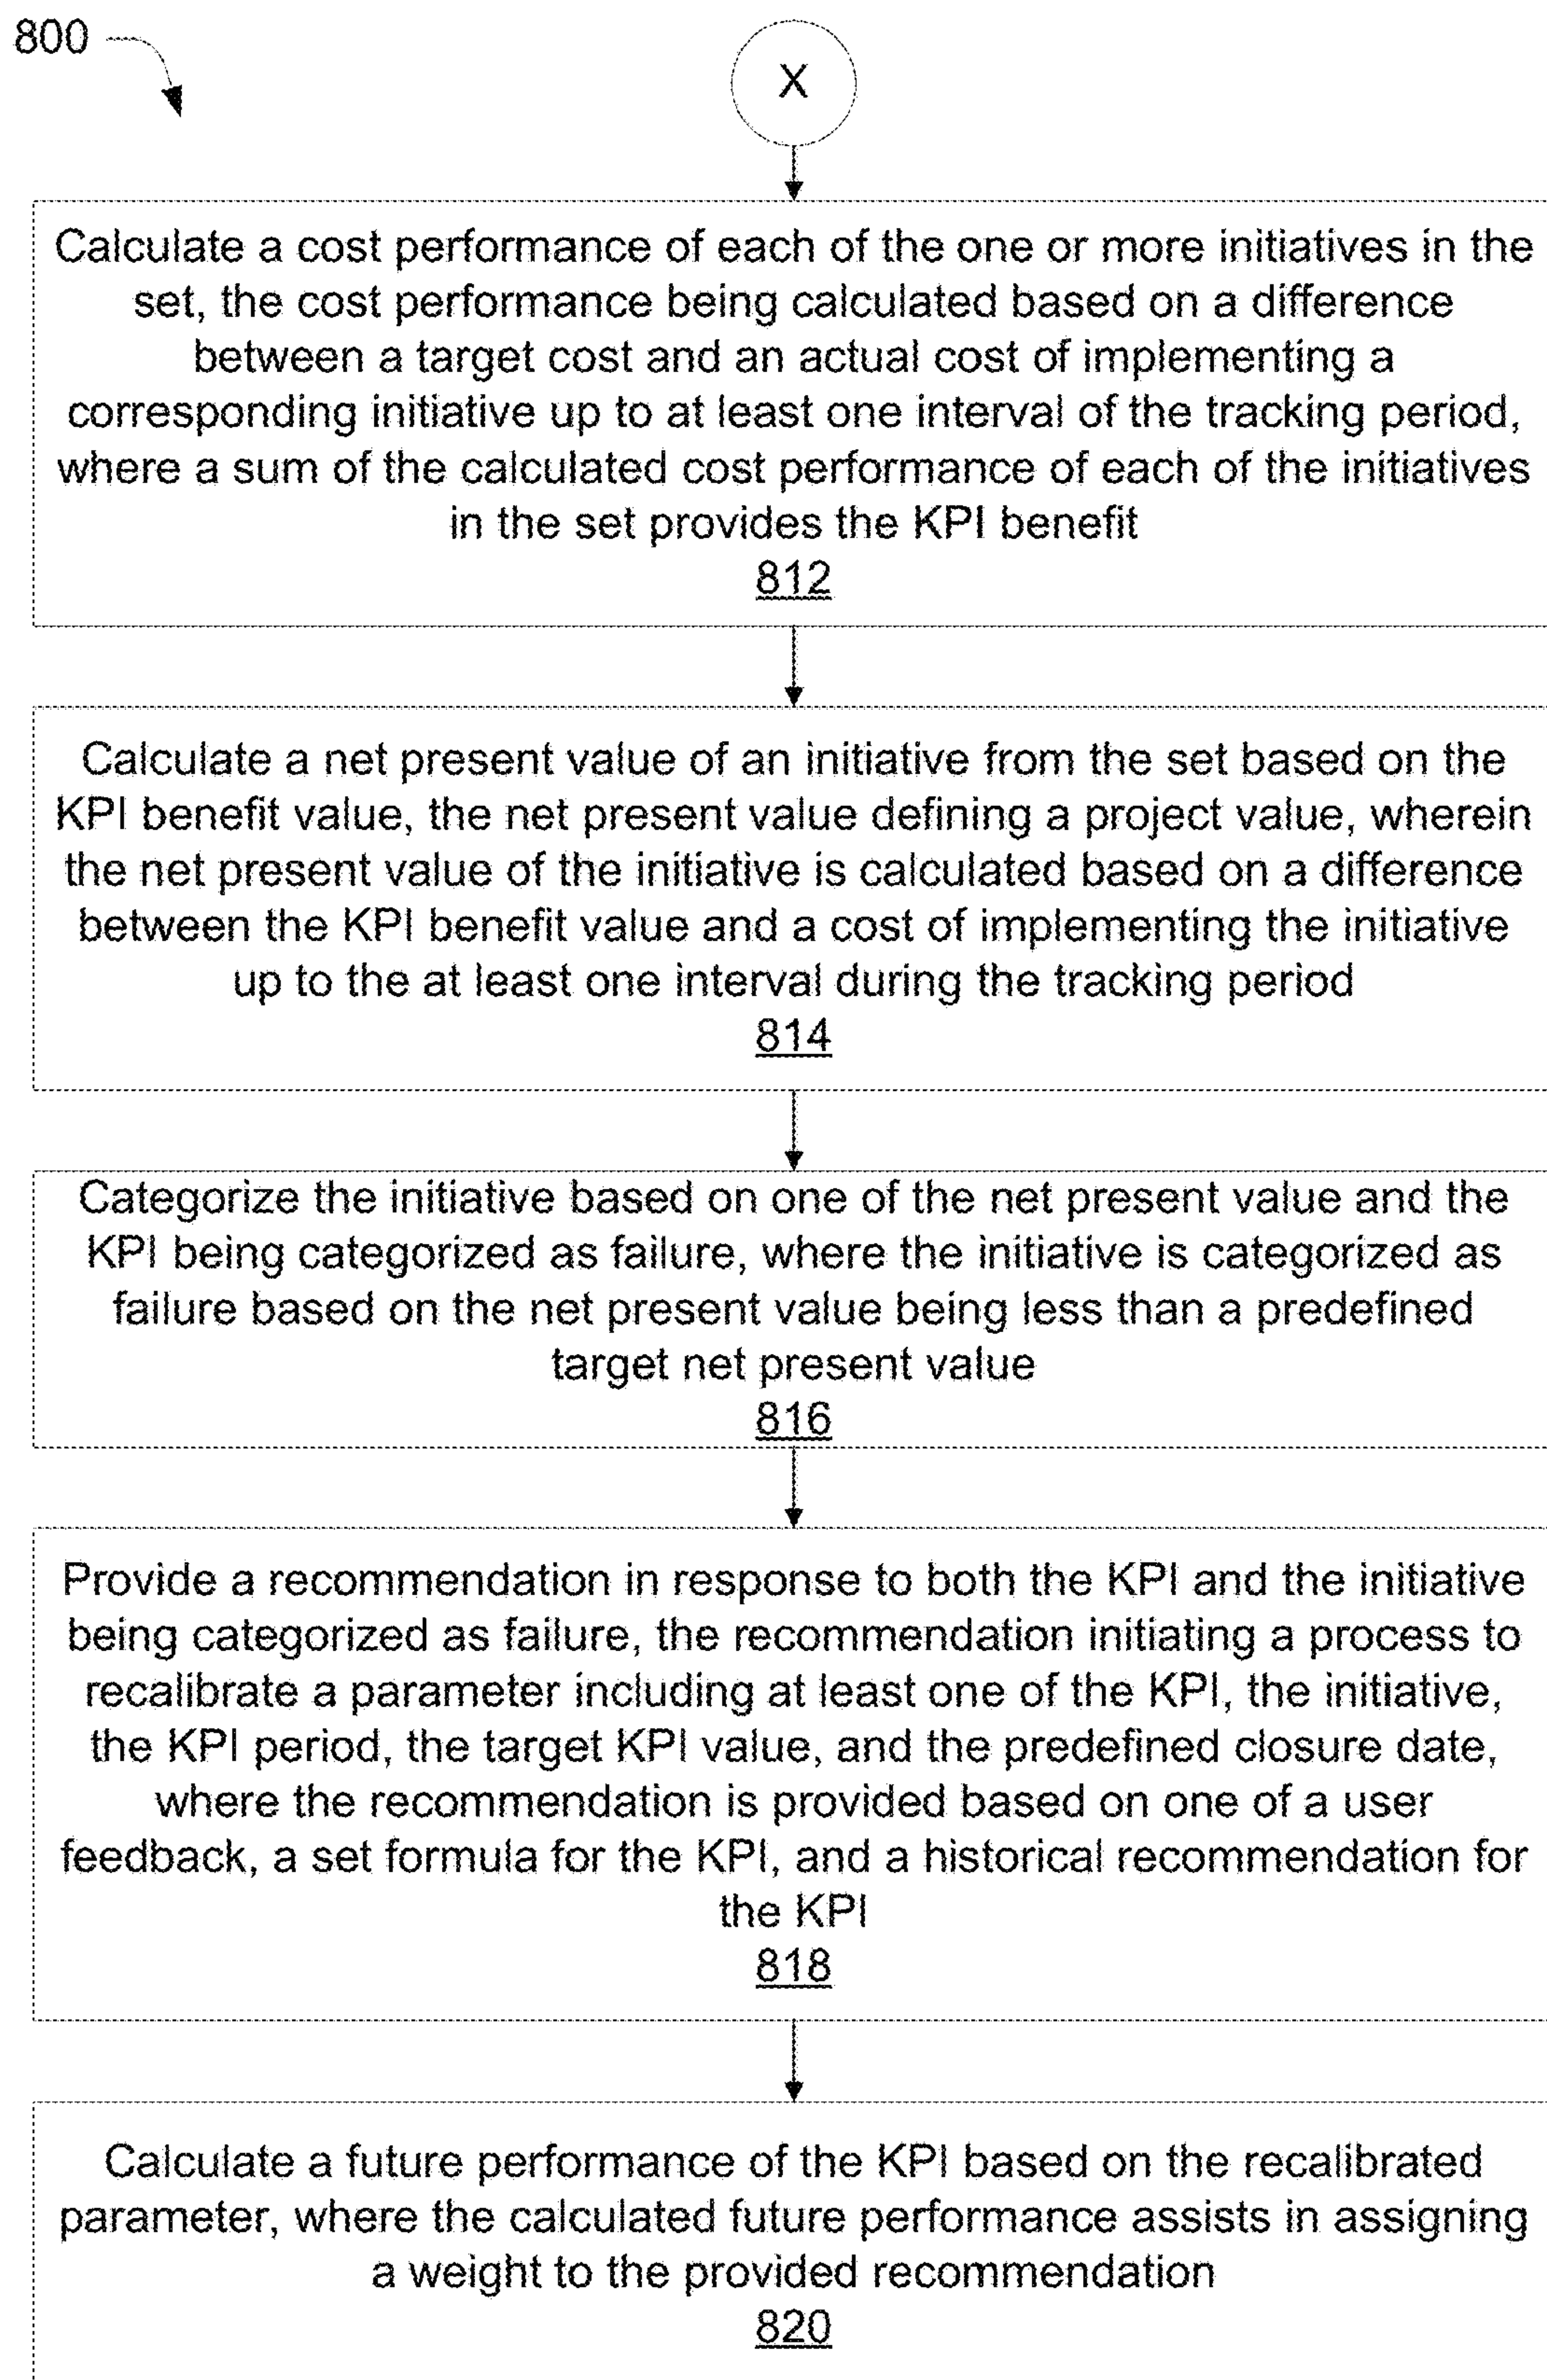 800
X
Calculate a cost performance of each of the one or more initiatives in the
set, the cost performance being calculated based on a difference
between a target cost and an actual cost of implementing a
corresponding initiative up to at least one interval of the tracking period,
where a sum of the calculated cost performance of each of the initiatives
in the set provides the KPI benefit
812
Calculate a net present value of an initiative from the set based on the
KPI benefit value, the net present value defining a project value, wherein
the net present value of the initiative is calculated based on a difference
between the KPI benefit value and a cost of implementing the initiative
up to the at least one interval during the tracking period
814
Categorize the initiative based on one of the net present value and the
KPI being categorized as failure, where the initiative is categorized as
failure based on the net present value being less than a predefined
target net present value
816
Provide a recommendation in response to both the KPI and the initiative
being categorized as failure, the recommendation initiating a process to
recalibrate a parameter including at least one of the KPI, the initiative,
the KPI period, the target KPI value, and the predefined closure date,
where the recommendation is provided based on one of a user
feedback, a set formula for the KPI, and a historical recommendation for
the KPI
818
Calculate a future performance of the KPI based on the recalibrated
parameter, where the calculated future performance assists in assigning
a weight to the provided recommendation
820